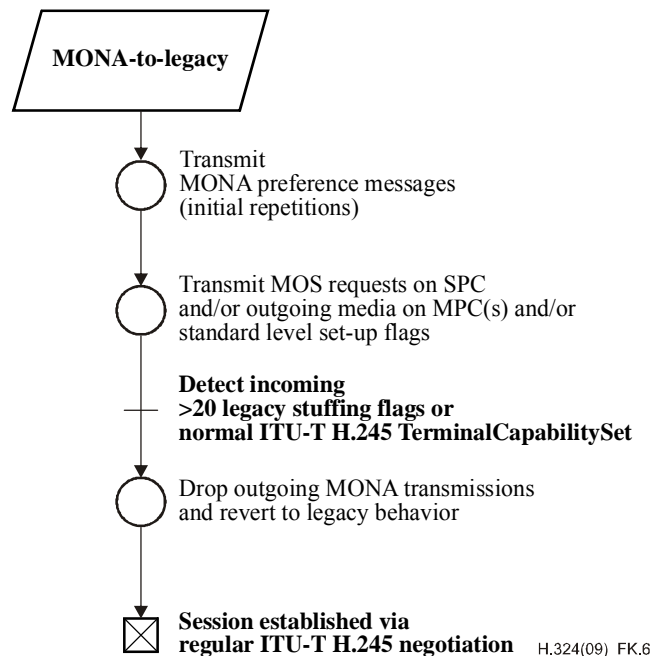 MONA-to-legacy
Transmit
MONA preference messages
(initial repetitions)
Transmit MOS requests on SPC
and/or outgoing media on MPC(s) and/or
standard level set-up flags
Detect incoming
>20 legacy stuffing flags or
normal ITU-T H.245 TerminalCapabilitySet
Drop outgoing MONA transmissions
and revert to legacy behavior
Session established via
regular ITU-T H.245 negotiation
H.324(09)_FK.6